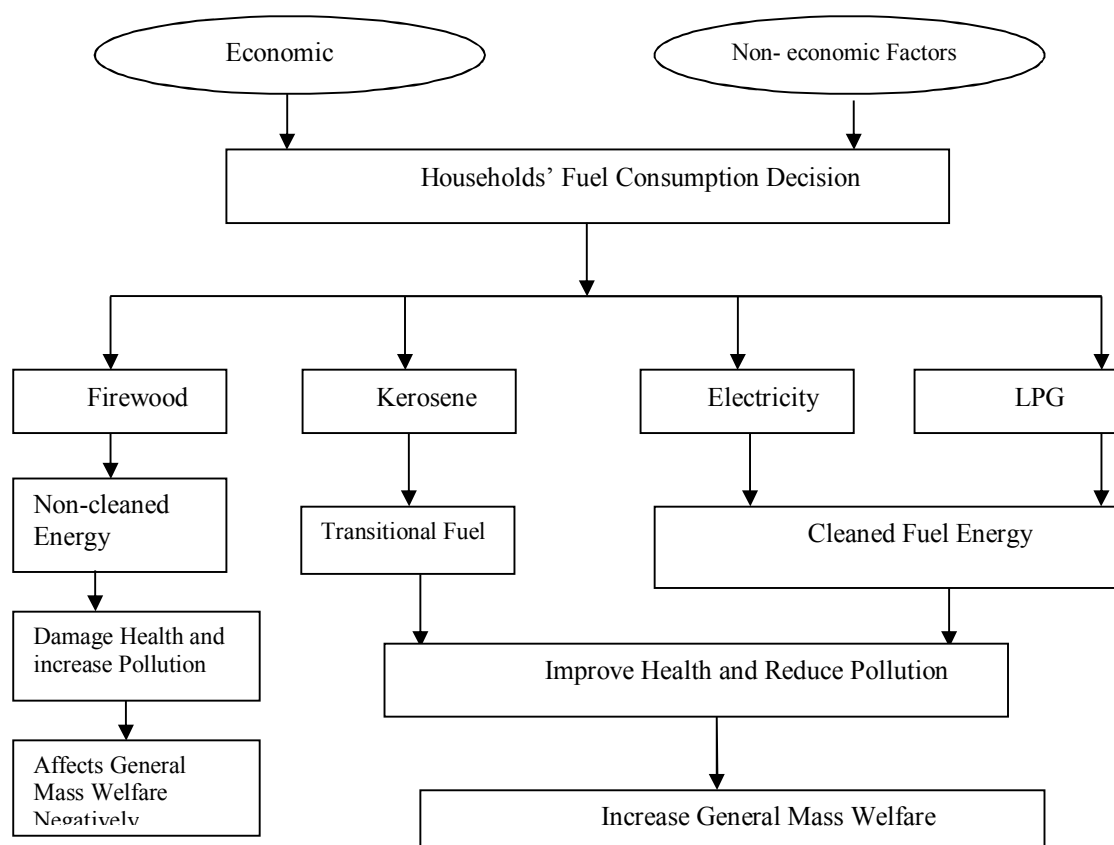 Economic
Non- economic Factors
Households’ Fuel Consumption Decision
Firewood
Kerosene
Electricity
LPG
Non-cleaned
Energy
Transitional Fuel
Cleaned Fuel Energy
Damage Health and
increase Pollution
Improve Health and Reduce Pollution
Affects General
Mass Welfare
Negatively
Increase General Mass Welfare